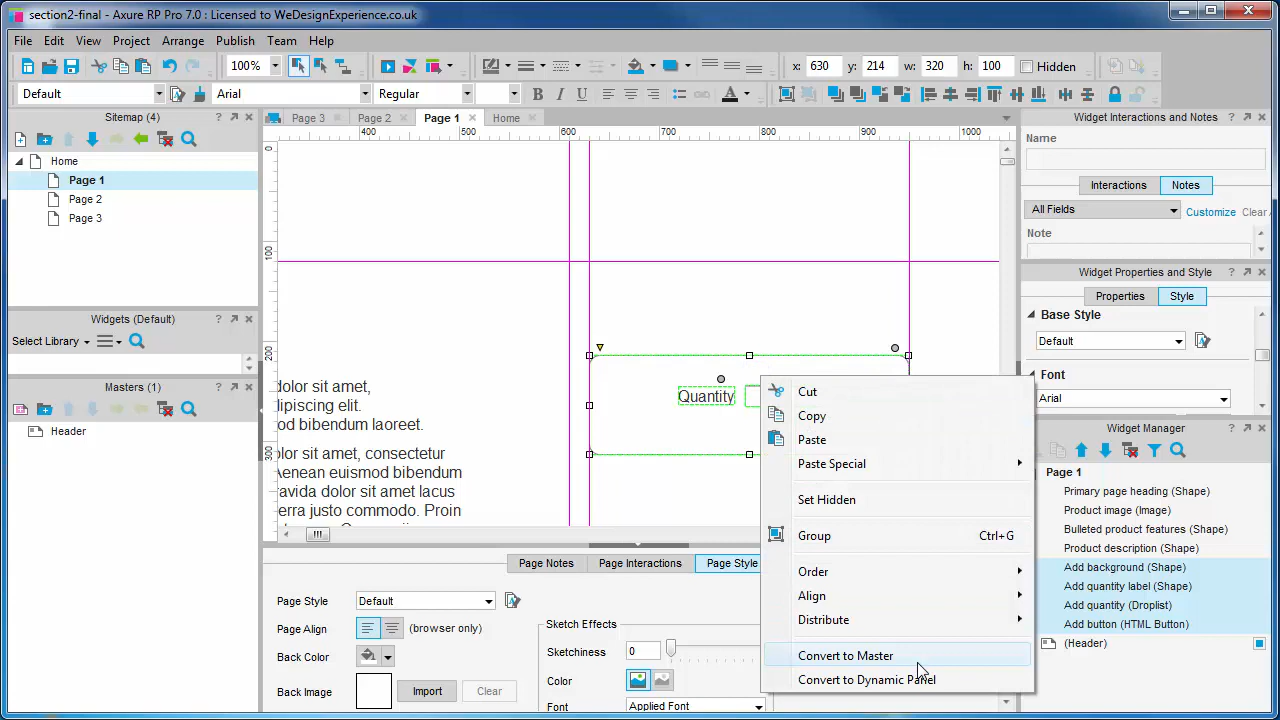 section2-final - Axure RP Pro 7.0 : Licensed to WeDesignExperience.co.uk
File Edit View Project Arrange Publish Team Help
100% x: 630 y: 214 w: 320 h: 100 Hidden
Default Arial Regular
Sitemap (4)
Home
Page 1
Page 2
Page 3
Widgets (Default)
Select Library
Masters (1)
Header
Page 3 Page 2 Page 1 Home
400 600 700 800 900 1000
0
100
200
300
dolor sit amet,
dipiscing elit.
od bibendum laoreet.
olor sit amet, consectetur
Aenean euismod bibendum
ravida dolor sit amet lacus
erra justo commodo. Proin
Quantity
Cut
Copy
Paste
Paste Special
Set Hidden
Group Ctrl+G
Order
Align
Distribute
Convert to Master
Convert to Dynamic Panel
Page Notes Page Interactions Page Style
Page Style Default
Page Align (browser only)
Back Color
Back Image Import Clear
Sketch Effects
Sketchiness 0
Color
Font Applied Font
Widget Interactions and Notes
Name
Interactions Notes
All Fields Customize Clear A
Note
Widget Properties and Style
Properties Style
Base Style
Default
Font
Arial
Widget Manager
Page 1
Primary page heading (Shape)
Product image (Image)
Bulleted product features (Shape)
Product description (Shape)
Add background (Shape)
Add quantity label (Shape)
Add quantity (Droplist)
Add button (HTML Button)
(Header)